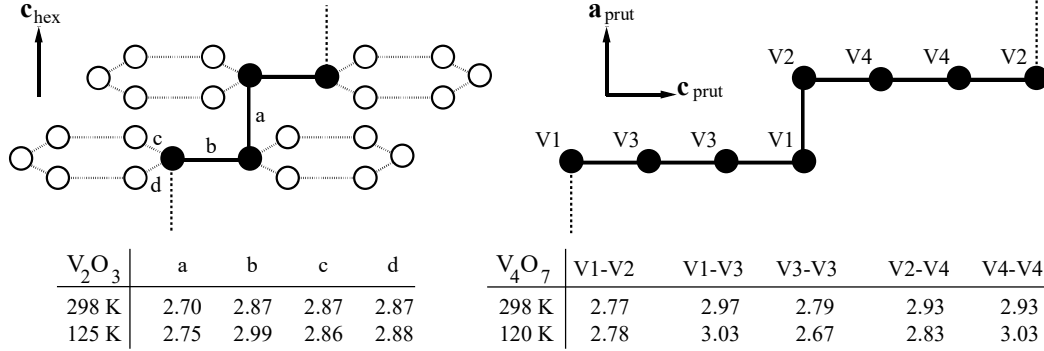 c hex
a prut
c prut
V2 V4 V4 V2
a
c b
d
V1 V3 V3 V1
V₂O₃ a b c d
298 K 2.70 2.87 2.87 2.87
125 K 2.75 2.99 2.86 2.88
V₄O₇ V1-V2 V1-V3 V3-V3 V2-V4 V4-V4
298 K 2.77 2.97 2.79 2.93 2.93
120 K 2.78 3.03 2.67 2.83 3.03